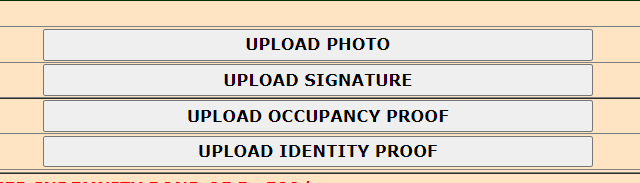 UPLOAD PHOTO
UPLOAD SIGNATURE
UPLOAD OCCUPANCY PROOF
UPLOAD IDENTITY PROOF